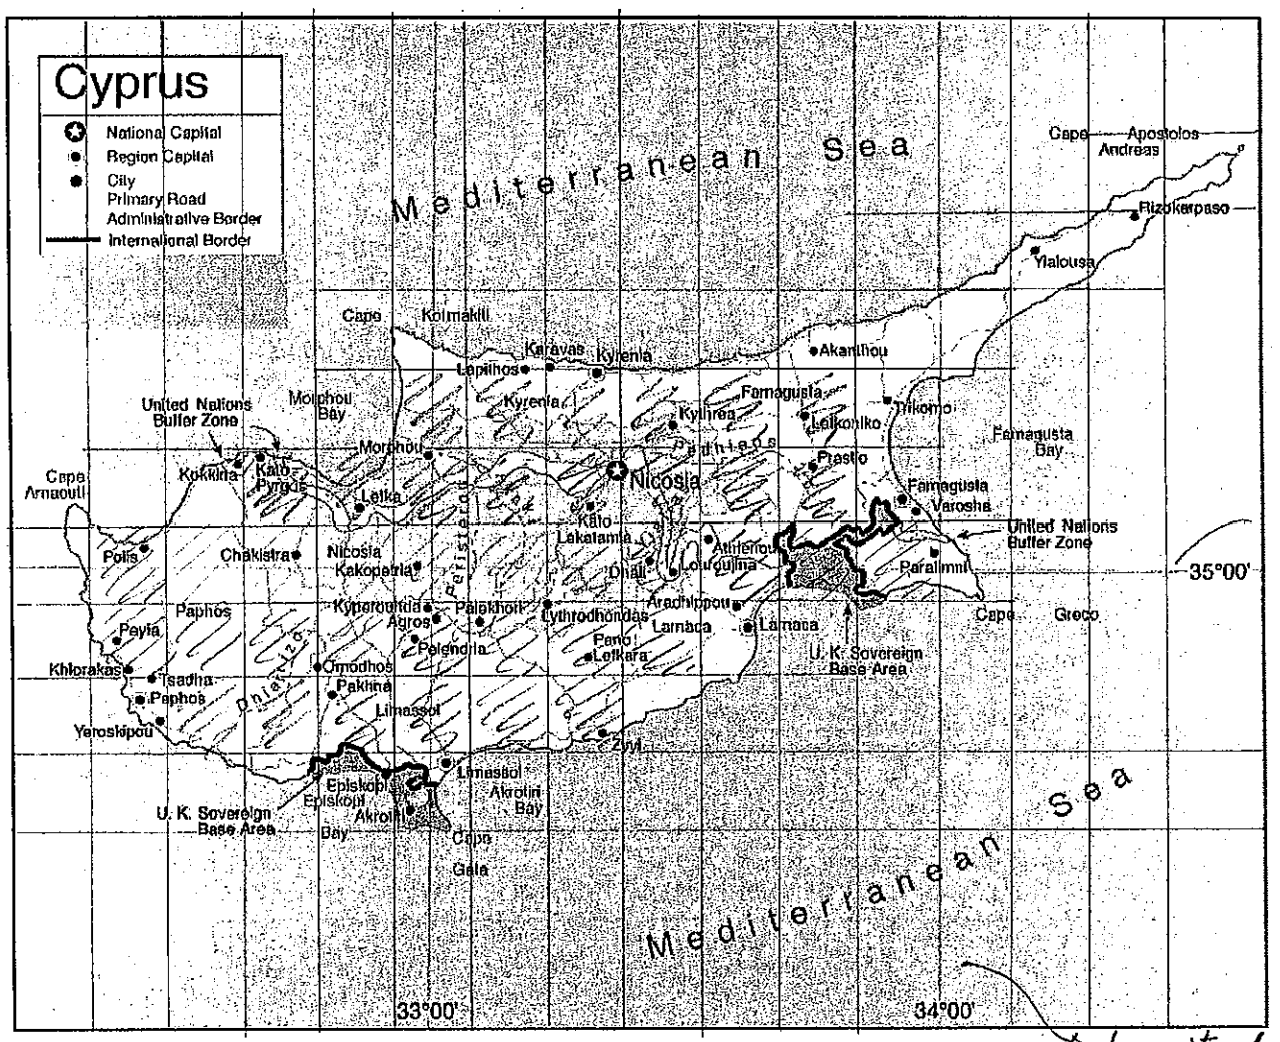 Cyprus
National Capital
Region Capital
City
Primary Road
Administrative Border
International Border
Mediterranean Sea
Cape Apostolos
Andreas
Rizokarpaso
Yialousa
Cape Kormakiti
Karavas
Kyrenia
Lapithos
Akanthou
Kyrenia
Famagusta
Trikomo
Lefkoniko
Kythrea
Morphou
Bay
United Nations
Buffer Zone
Morphou
Pedhieos
Prastio
Famagusta
Bay
Kokkina
Kato
Pyrgos
Nicosia
Cape
Arnaouti
Lefka
Famagusta
Varosha
Kato
Lakatamia
United Nations
Buffer Zone
Polis
Chakistra
Nicosia
Kakopetria
Peristerona
Athienou
Dhali
Louroujina
Paralimni
35°00'
Paphos
Kyperounda
Agros
Palekhori
Lythrodhondas
Aradhippou
Larnaca
Larnaca
Cape Greco
Peyia
Pelendria
Pano
Lefkara
U. K. Sovereign
Base Area
Khlorakas
Tsadha
Paphos
Omodhos
Pakhna
Dhiarizo
Limassol
Yeroskipou
Zyyi
Episkopi
Limassol
Episkopi
Bay
Akrotiri
Akrotiri
Bay
U. K. Sovereign
Base Area
Cape
Gata
Mediterranean Sea
33°00'
34°00'